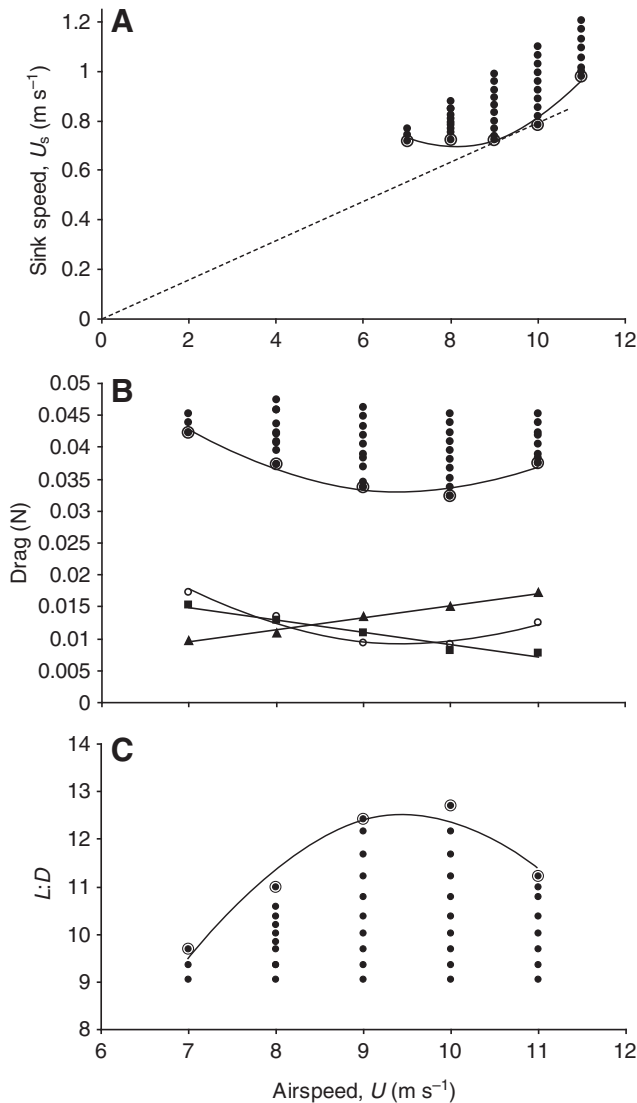 A
1.2
1
0.8
0.6
0.4
0.2
0
Sink speed, Us (m s–1)
0 2 4 6 8 10 12
B
0.05
0.045
0.04
0.035
0.03
0.025
0.02
0.015
0.01
0.005
0
Drag (N)
C
14
13
12
11
10
9
8
L:D
6 7 8 9 10 11 12
Airspeed, U (m s–1)